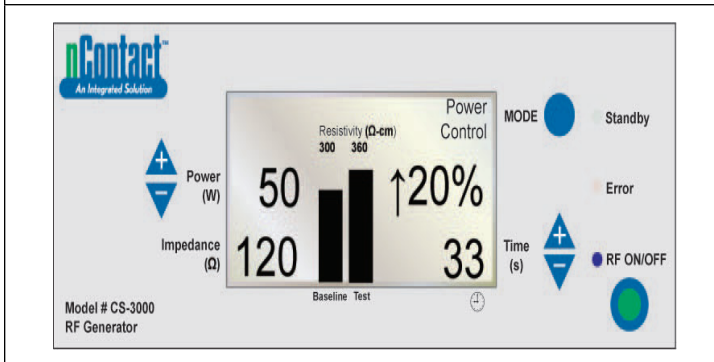 nContact™
An Integrated Solution
Power
Control
Resistivity (Ω-cm)
300 360
MODE
Standby
+
−
Power
(W)
50
↑20%
Error
Impedance
(Ω)
120
33
Time
(s)
+
−
RF ON/OFF
Baseline Test
Model # CS-3000
RF Generator